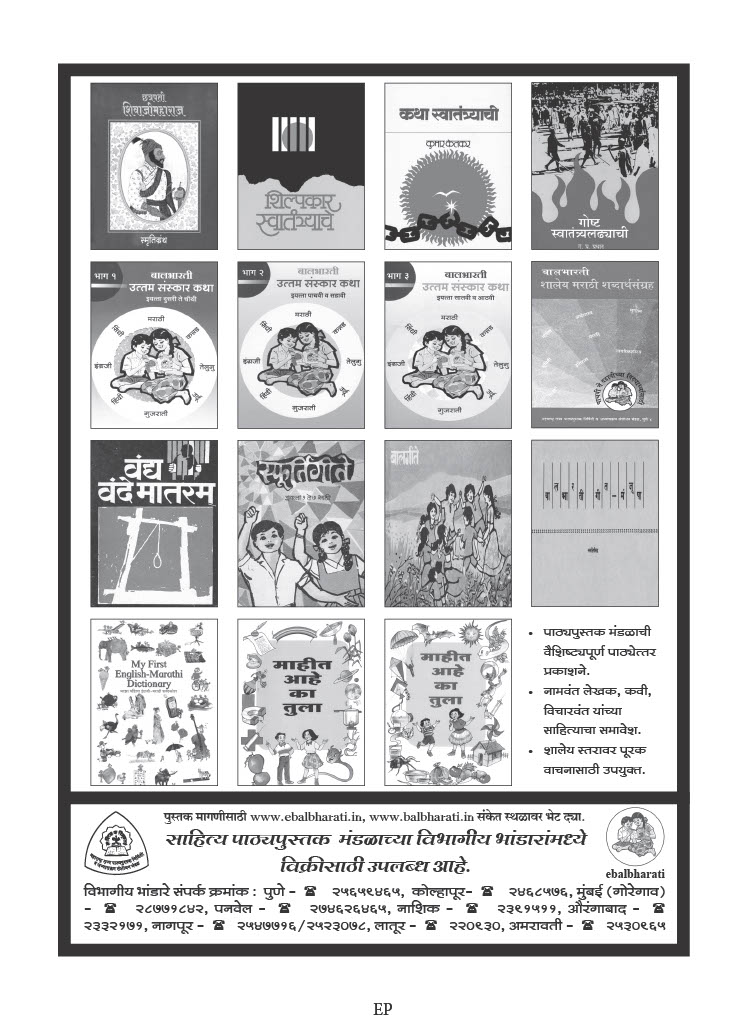 छत्रपती
शिवाजीमहाराज
स्मृतिग्रंथ
शिल्पकार
स्वातंत्र्याचे
कथा स्वातंत्र्याची
कुमार केतकर
गोष्ट
स्वातंत्र्यलढ्याची
भाग १
बालभारती
उत्तम संस्कार कथा
इयत्ता दुसरी ते चौथी
मराठी
हिंदी
कन्नड
इंग्रजी
तेलुगु
सिंधी
उर्दू
गुजराती
भाग २
बालभारती
उत्तम संस्कार कथा
इयत्ता पाचवी व सहावी
मराठी
हिंदी
कन्नड
इंग्रजी
तेलुगु
सिंधी
उर्दू
गुजराती
भाग ३
बालभारती
उत्तम संस्कार कथा
इयत्ता सातवी व आठवी
मराठी
हिंदी
कन्नड
इंग्रजी
तेलुगु
सिंधी
उर्दू
गुजराती
बालभारती
शालेय मराठी शब्दार्थसंग्रह
वंद्य
वंदेमातरम
स्फूर्तिगीते
बालगीते
बालभारती गीत-मंजूषा
My First
English-Marathi
Dictionary
माहीत
आहे
का
तुला
माहीत
आहे
का
तुला
• पाठ्यपुस्तक मंडळाची
वैशिष्ट्यपूर्ण पाठ्येत्तर
प्रकाशने.
• नामवंत लेखक, कवी,
विचारवंत यांच्या
साहित्याचा समावेश.
• शालेय स्तरावर पूरक
वाचनासाठी उपयुक्त.
पुस्तक मागणीसाठी www.ebalbharati.in, www.balbharati.in संकेत स्थळावर भेट द्या.
साहित्य पाठ्यपुस्तक मंडळाच्या विभागीय भांडारांमध्ये
विक्रीसाठी उपलब्ध आहे.
ebalbharati
विभागीय भांडारे संपर्क क्रमांक : पुणे - ☎ २५६५९४६५, कोल्हापूर- ☎ २४६८५७६, मुंबई (गोरेगाव)
- ☎ २८७७१८४२, पनवेल - ☎ २७४६२६४६५, नाशिक - ☎ २३९१५११, औरंगाबाद - ☎
२३३२१७१, नागपूर - ☎ २५४७७१६/२५२३०७८, लातूर - ☎ २२०९३०, अमरावती - ☎ २५३०९६५
EP